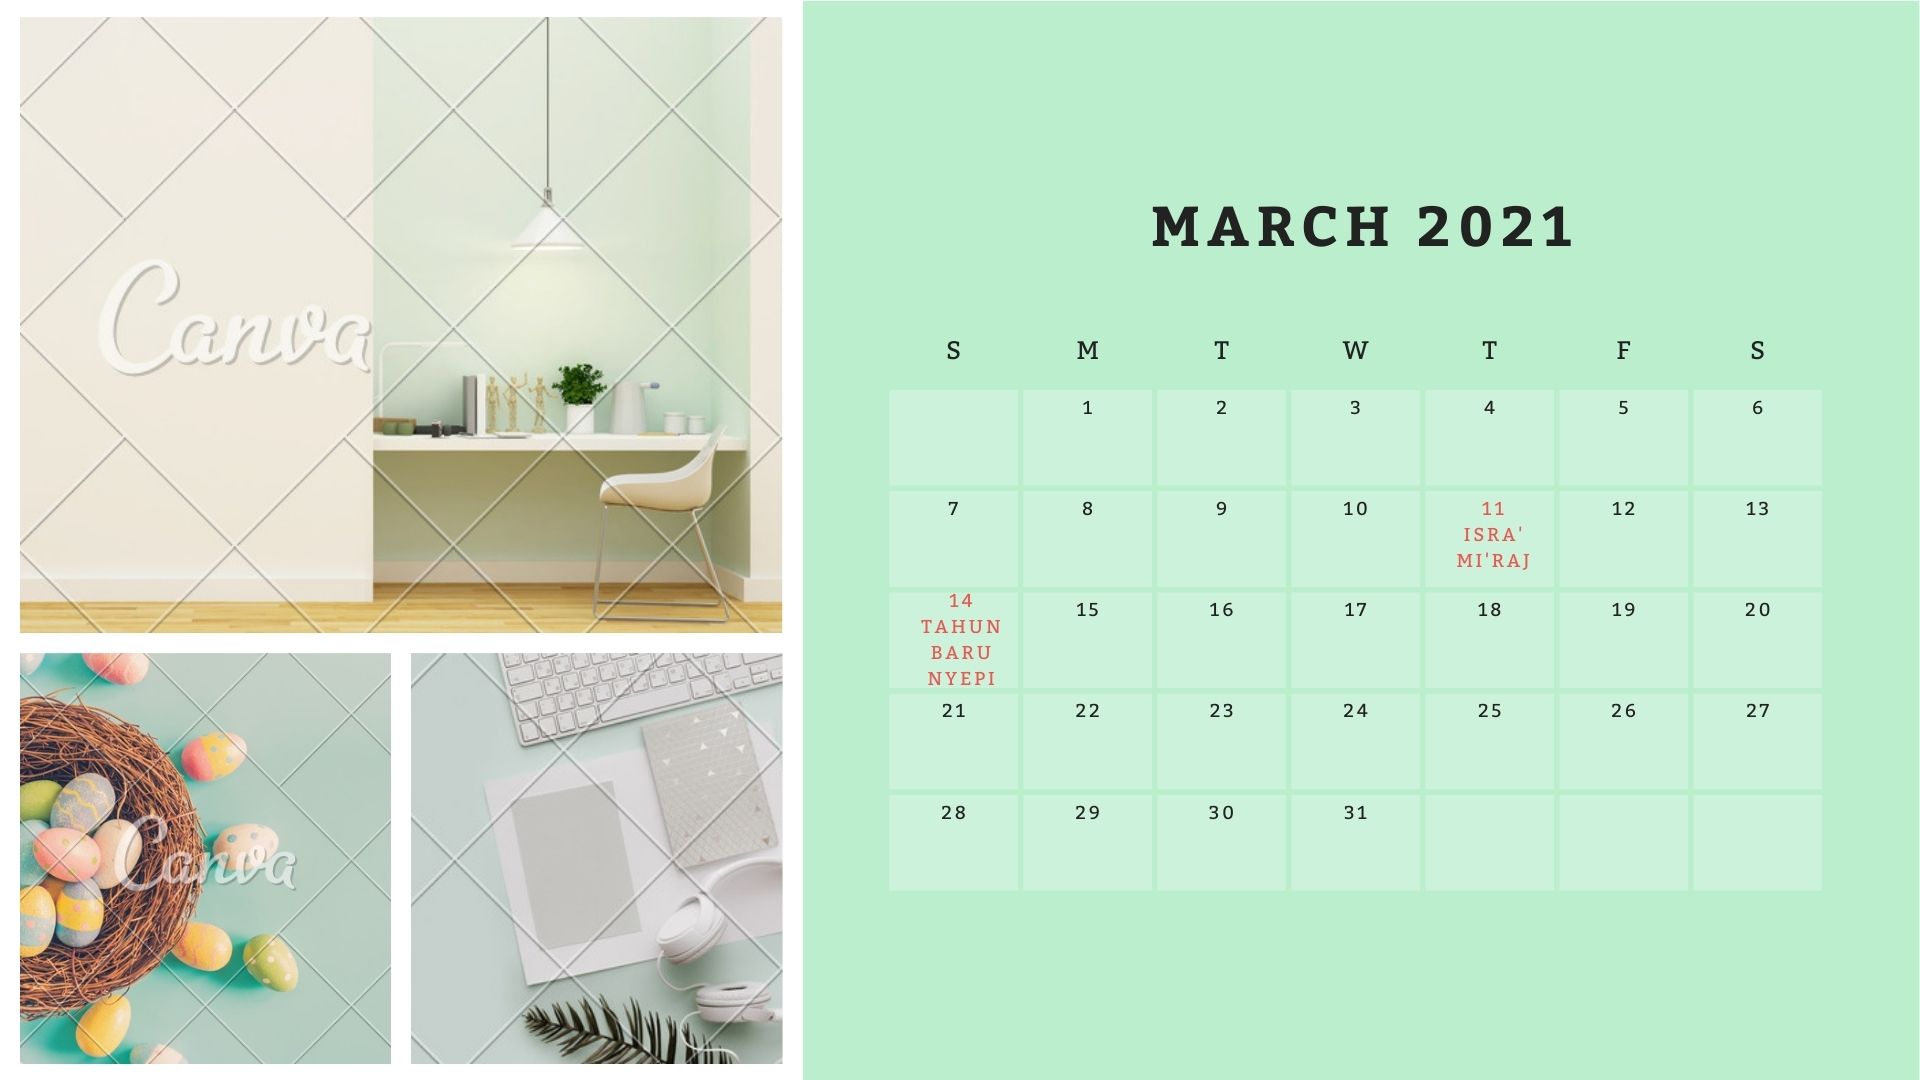 Canva
Canva
MARCH 2021
S M T W T F S
1 2 3 4 5 6
7 8 9 10 11 12 13
ISRA'
MI'RAJ
14 15 16 17 18 19 20
TAHUN
BARU
NYEPI
21 22 23 24 25 26 27
28 29 30 31